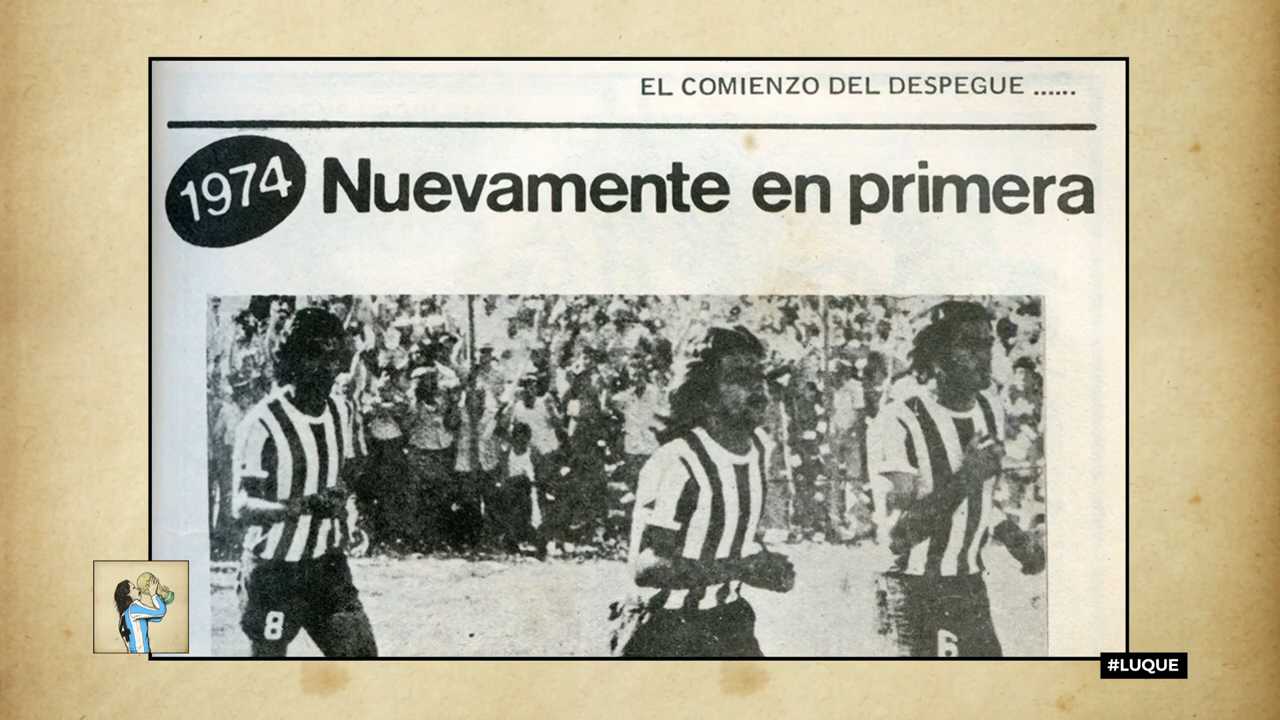 EL COMIENZO DEL DESPEGUE ......
1974 Nuevamente en primera
8
6
#LUQUE